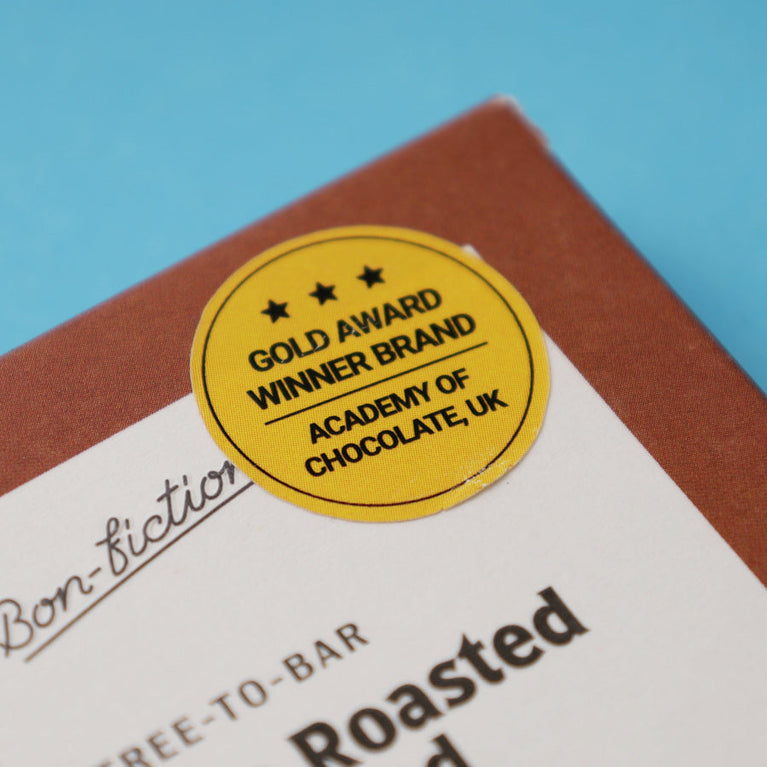 GOLD AWARD
WINNER BRAND
ACADEMY OF
CHOCOLATE, UK
Bon-fiction
TREE-TO-BAR
Roasted